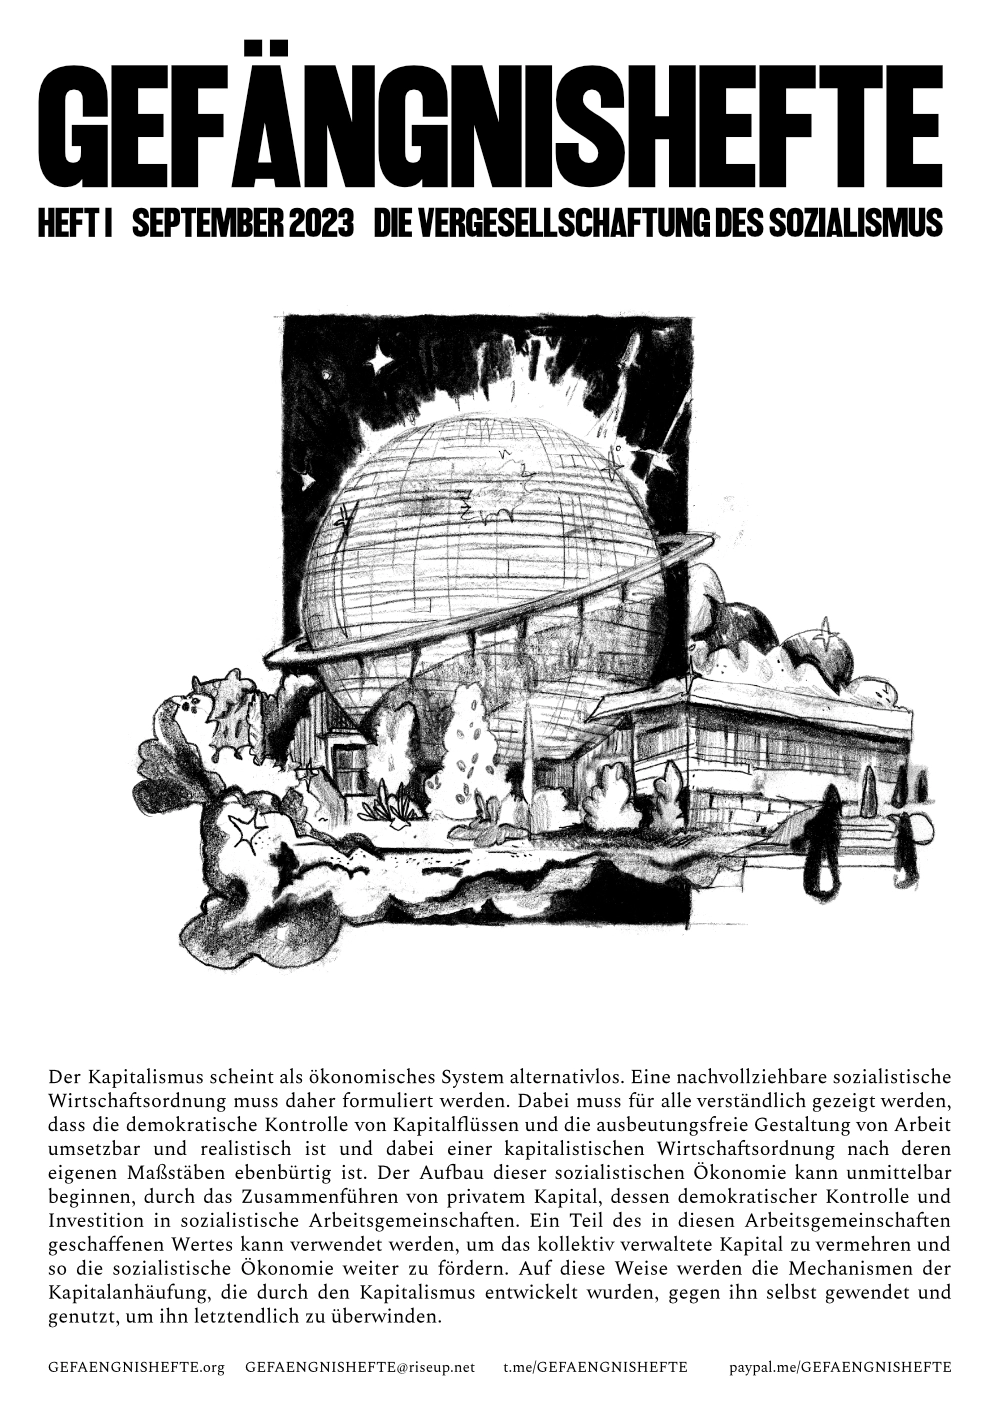 GEFÄNGNISHEFTE
HEFT I SEPTEMBER 2023 DIE VERGESELLSCHAFTUNG DES SOZIALISMUS
Der Kapitalismus scheint als ökonomisches System alternativlos. Eine nachvollziehbare sozialistische
Wirtschaftsordnung muss daher formuliert werden. Dabei muss für alle verständlich gezeigt werden,
dass die demokratische Kontrolle von Kapitalflüssen und die ausbeutungsfreie Gestaltung von Arbeit
umsetzbar und realistisch ist und dabei einer kapitalistischen Wirtschaftsordnung nach deren
eigenen Maßstäben ebenbürtig ist. Der Aufbau dieser sozialistischen Ökonomie kann unmittelbar
beginnen, durch das Zusammenführen von privatem Kapital, dessen demokratischer Kontrolle und
Investition in sozialistische Arbeitsgemeinschaften. Ein Teil des in diesen Arbeitsgemeinschaften
geschaffenen Wertes kann verwendet werden, um das kollektiv verwaltete Kapital zu vermehren und
so die sozialistische Ökonomie weiter zu fördern. Auf diese Weise werden die Mechanismen der
Kapitalanhäufung, die durch den Kapitalismus entwickelt wurden, gegen ihn selbst gewendet und
genutzt, um ihn letztendlich zu überwinden.
GEFAENGNISHEFTE.org GEFAENGNISHEFTE@riseup.net t.me/GEFAENGNISHEFTE paypal.me/GEFAENGNISHEFTE